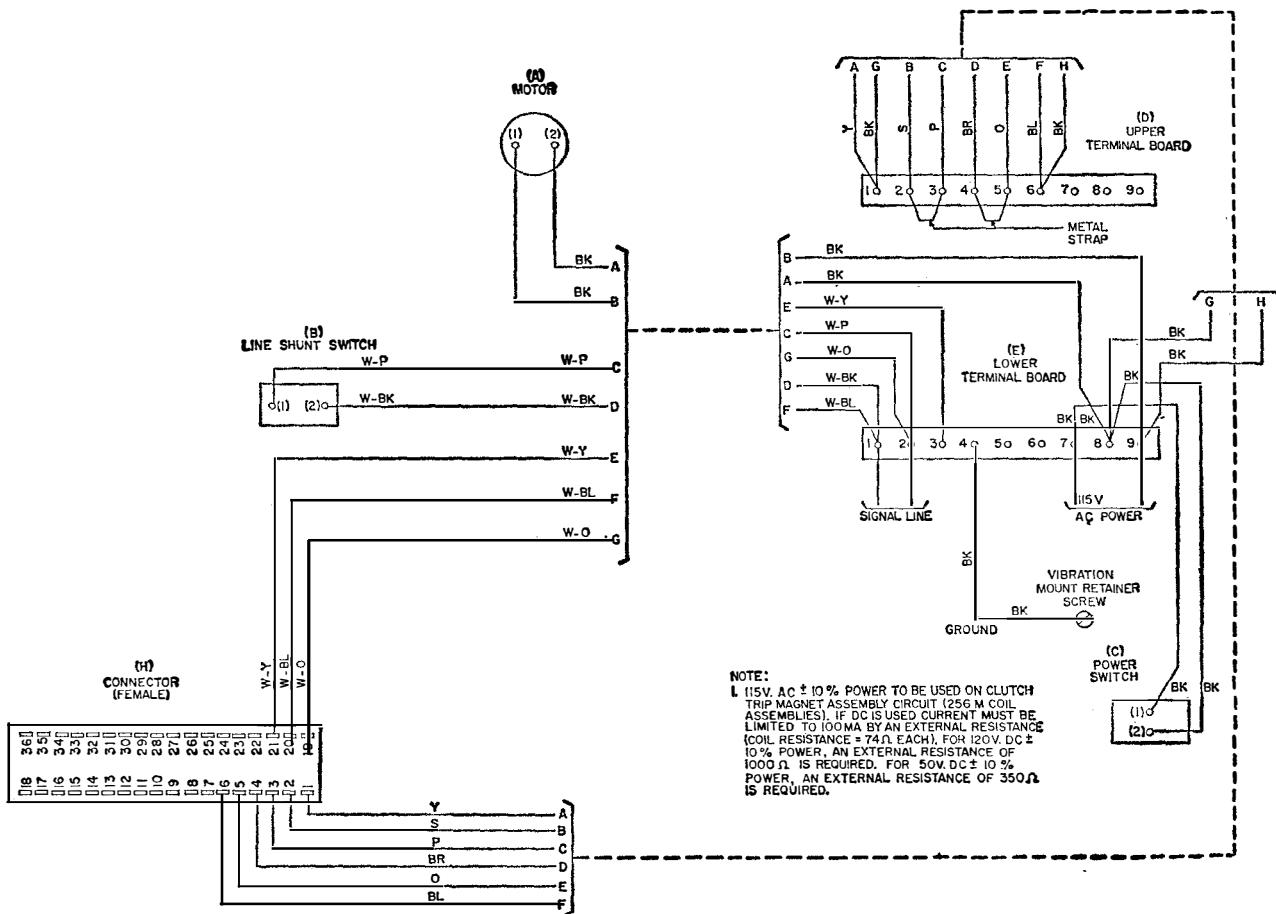 (A)
MOTOR
(1) (2)
BK A
BK B
(B)
LINE SHUNT SWITCH
W-P W-P C
(1) (2) W-BK W-BK D
W-Y E
W-BL F
W-O G
A G B C D E F H
Y BK S P BR O BL BK
(D)
UPPER
TERMINAL BOARD
1 2 3 4 5 6 7 8 9
METAL
STRAP
B BK
A BK
E W-Y
C W-P
G W-O
D W-BK
F W-BL
(E)
LOWER
TERMINAL BOARD
G H
BK
BK
BK
BK BK
1 2 3 4 5 6 7 8 9
SIGNAL LINE
115V
AC POWER
BK
VIBRATION
MOUNT RETAINER
SCREW
BK
GROUND
(C)
POWER
SWITCH
BK BK
(1)
(2)
NOTE:
1. 115V. AC ± 10% POWER TO BE USED ON CLUTCH
TRIP MAGNET ASSEMBLY CIRCUIT (256 M COIL
ASSEMBLIES). IF DC IS USED CURRENT MUST BE
LIMITED TO 100MA BY AN EXTERNAL RESISTANCE
(COIL RESISTANCE = 74Ω EACH). FOR 120V. DC ±
10% POWER, AN EXTERNAL RESISTANCE OF
1000 Ω IS REQUIRED. FOR 50V. DC ± 10 %
POWER, AN EXTERNAL RESISTANCE OF 350Ω
IS REQUIRED.
(H)
CONNECTOR
(FEMALE)
W-Y W-BL W-O
36 35 34 33 32 31 30 29 28 27 26 25 24 23 22 21 20 19
18 17 16 15 14 13 12 11 10 9 8 7 6 5 4 3 2 1
Y A
S B
P C
BR D
O E
BL F